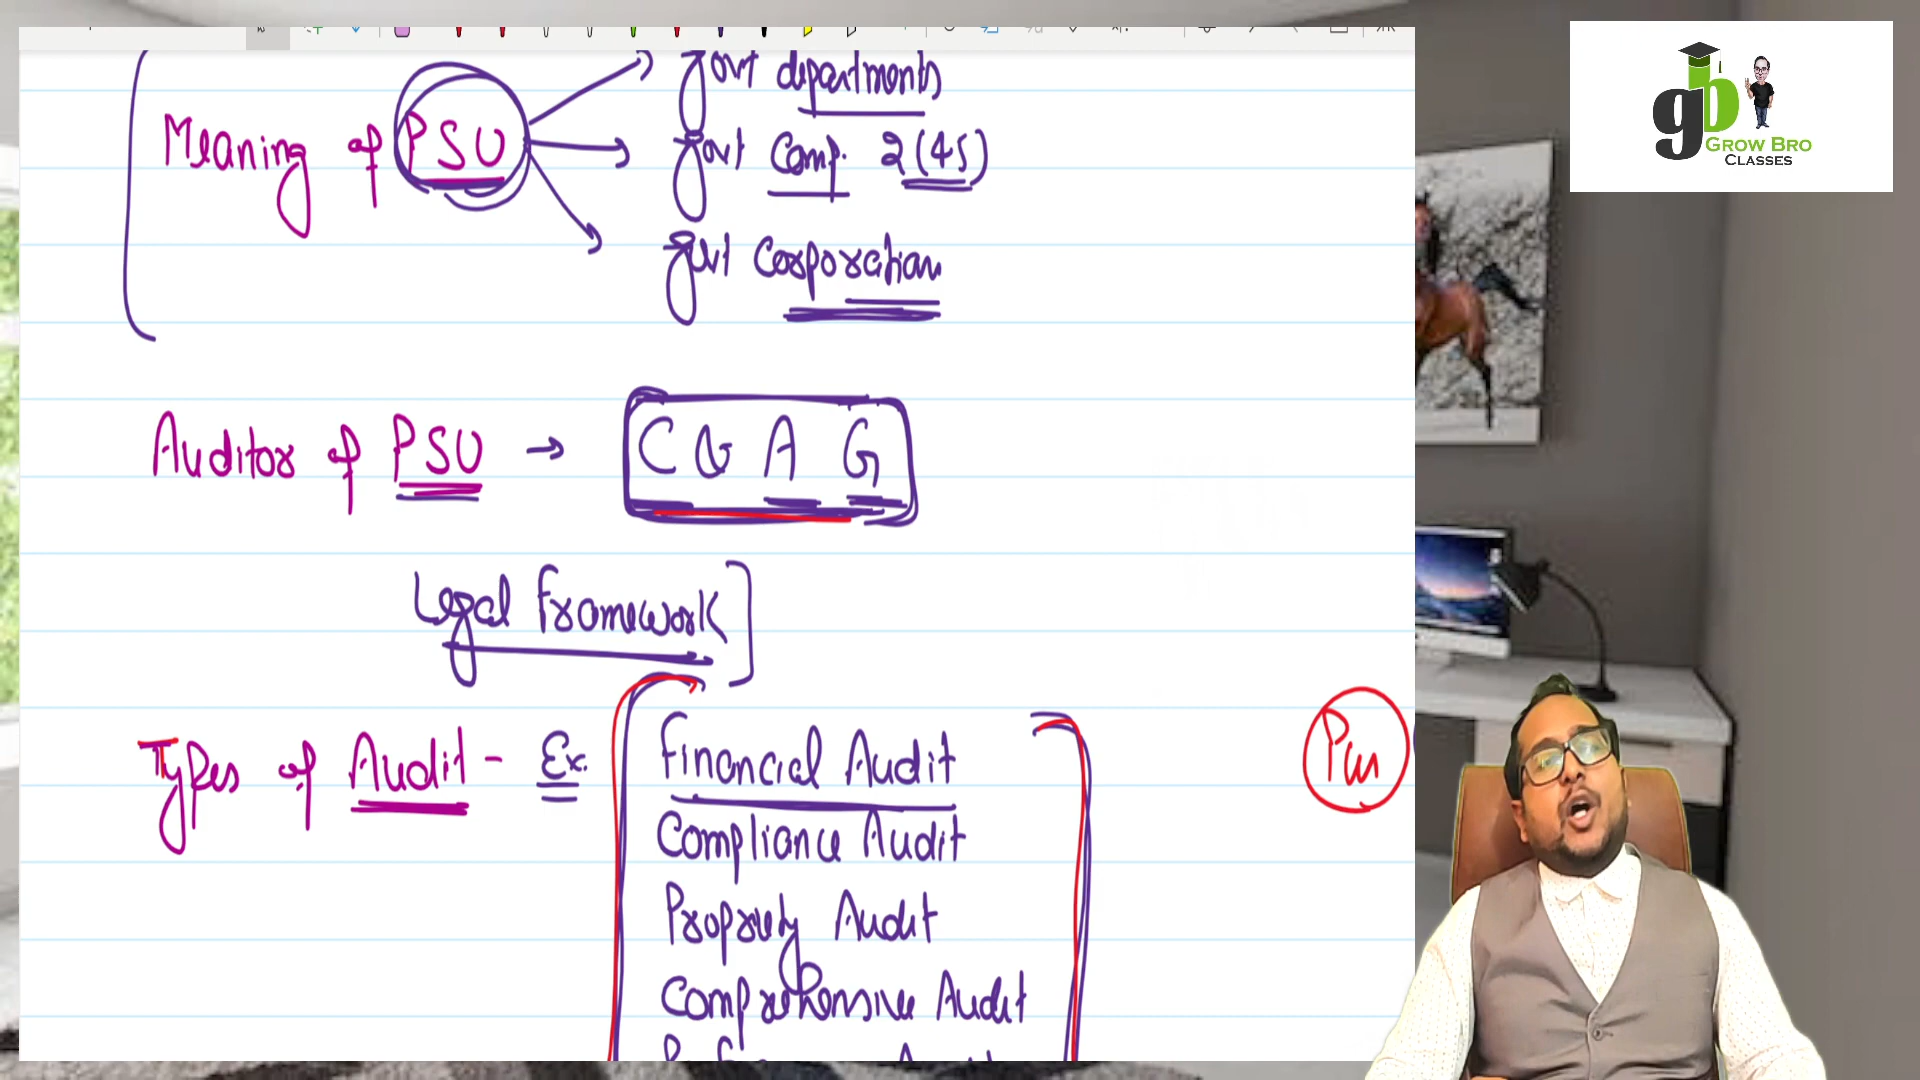 govt departments
Meaning of PSU
govt Comp. 2(45)
govt Corporation
Auditor of PSU → C & A G
Legal Framework
Types of Audit - Ex.
Financial Audit
Compliance Audit
Propriety Audit
Comprehensive Audit
gb
GROW BRO
CLASSES